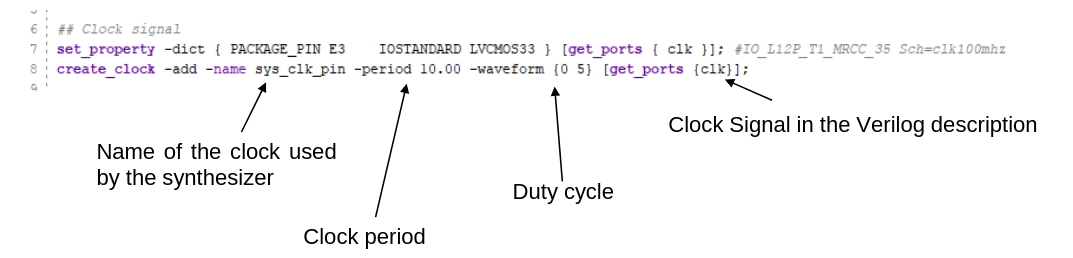 6 ## Clock signal
7 set_property -dict { PACKAGE_PIN E3 IOSTANDARD LVCMOS33 } [get_ports { clk }]; #IO_L12P_T1_MRCC_35 Sch=clk100mhz
8 create_clock -add -name sys_clk_pin -period 10.00 -waveform {0 5} [get_ports {clk}];
Clock Signal in the Verilog description
Name of the clock used
by the synthesizer
Duty cycle
Clock period